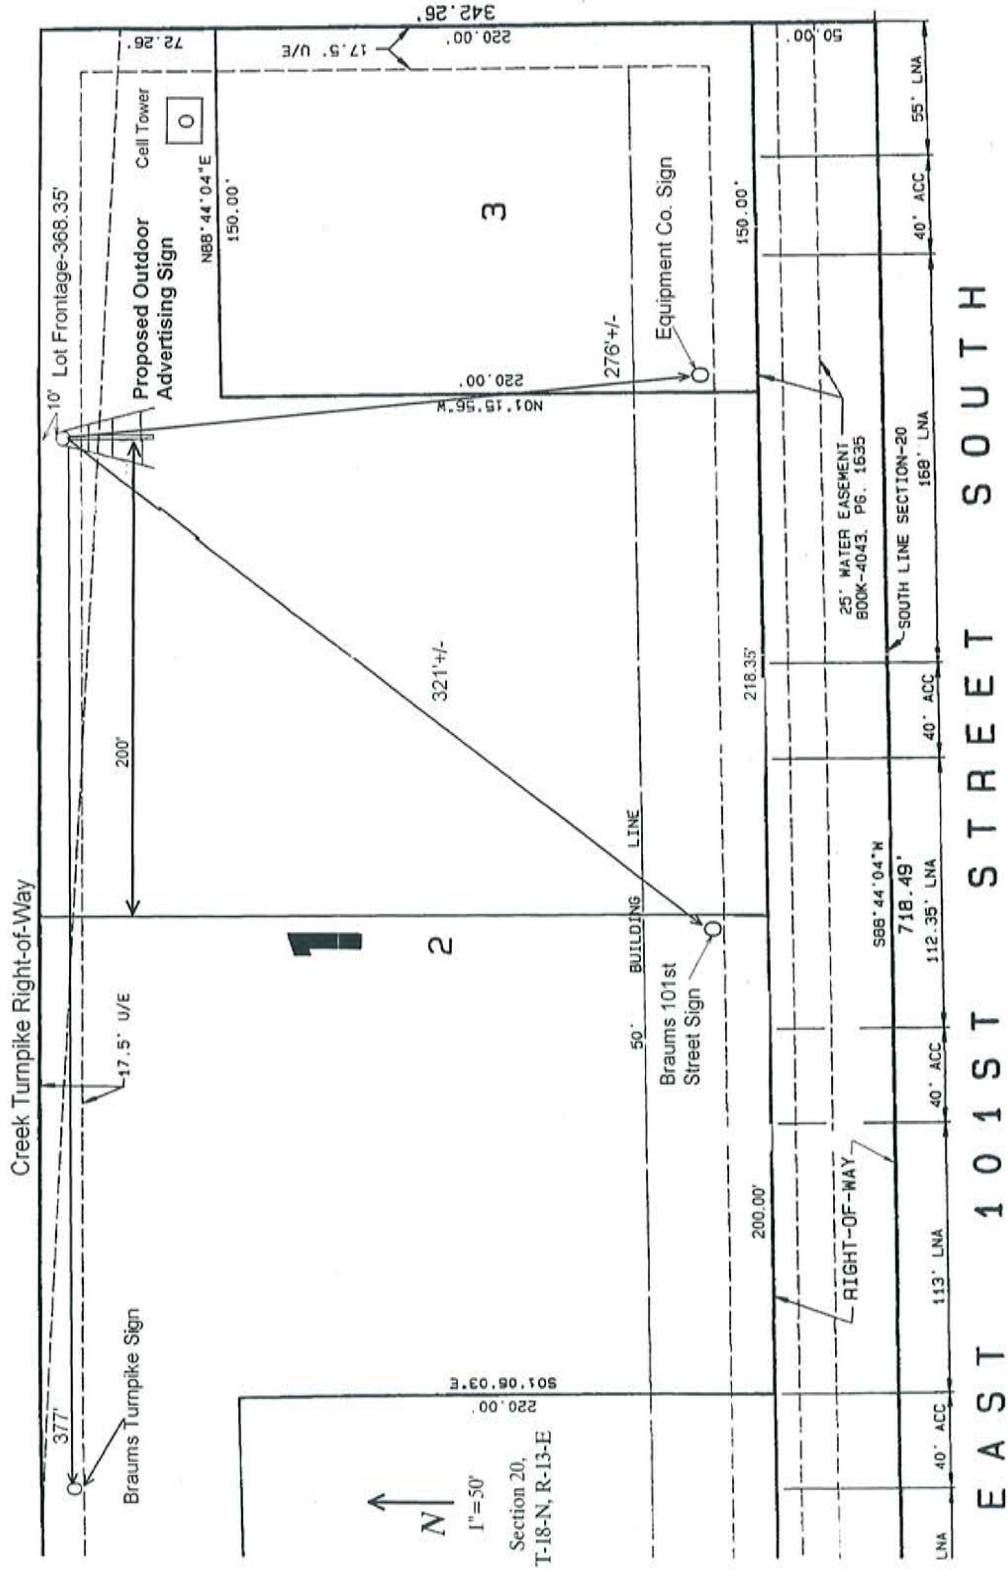 Creek Turnpike Right-of-Way
377'
Braums Turnpike Sign
17.5' U/E
200'
10'
Lot Frontage-368.35'
Proposed Outdoor
Advertising Sign
Cell Tower
O
72.26'
342.26'
220.00'
17.5' U/E
N88°44'04"E
150.00'
3
220.00'
N01°15'56"W
276'+/-
Equipment Co. Sign
150.00'
50.00'
321'+/-
1
2
50' BUILDING LINE
Braums 101st
Street Sign
S01°06'03"E
220.00'
N
1"=50'
Section 20,
T-18-N, R-13-E
200.00'
218.35'
RIGHT-OF-WAY
25' WATER EASEMENT
BOOK-4043, PG. 1635
SOUTH LINE SECTION-20
S88°44'04"W
718.49'
LNA
40' ACC
113' LNA
40' ACC
112.35' LNA
40' ACC
168' LNA
40' ACC
55' LNA
EAST 101ST STREET SOUTH